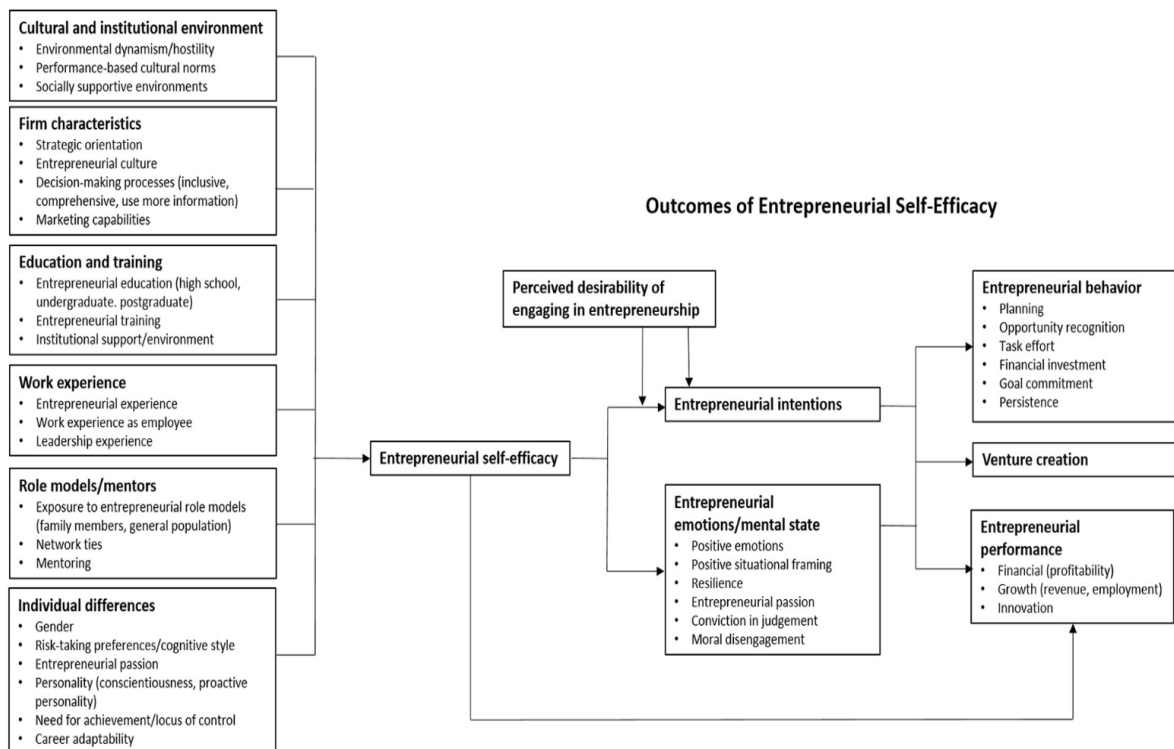 Cultural and institutional environment
• Environmental dynamism/hostility
• Performance-based cultural norms
• Socially supportive environments
Firm characteristics
• Strategic orientation
• Entrepreneurial culture
• Decision-making processes (inclusive,
comprehensive, use more information)
• Marketing capabilities
Education and training
• Entrepreneurial education (high school,
undergraduate. postgraduate)
• Entrepreneurial training
• Institutional support/environment
Work experience
• Entrepreneurial experience
• Work experience as employee
• Leadership experience
Role models/mentors
• Exposure to entrepreneurial role models
(family members, general population)
• Network ties
• Mentoring
Individual differences
• Gender
• Risk-taking preferences/cognitive style
• Entrepreneurial passion
• Personality (conscientiousness, proactive
personality)
• Need for achievement/locus of control
• Career adaptability
Entrepreneurial self-efficacy
Outcomes of Entrepreneurial Self-Efficacy
Perceived desirability of
engaging in entrepreneurship
Entrepreneurial intentions
Entrepreneurial
emotions/mental state
• Positive emotions
• Positive situational framing
• Resilience
• Entrepreneurial passion
• Conviction in judgement
• Moral disengagement
Entrepreneurial behavior
• Planning
• Opportunity recognition
• Task effort
• Financial investment
• Goal commitment
• Persistence
Venture creation
Entrepreneurial
performance
• Financial (profitability)
• Growth (revenue, employment)
• Innovation